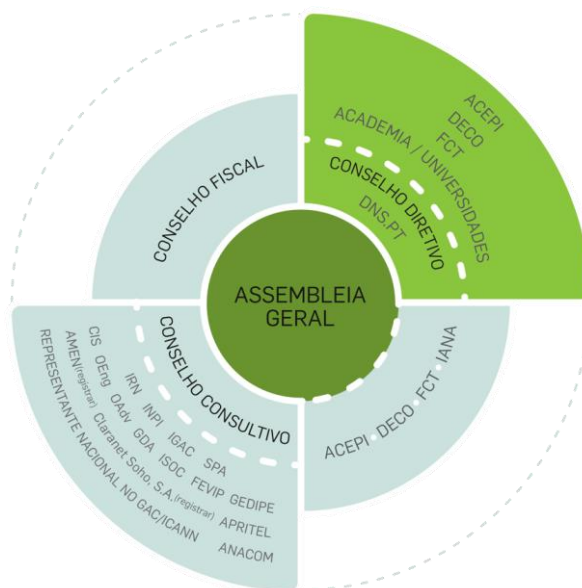 ACEPI
DECO
FCT
ACADEMIA / UNIVERSIDADES
CONSELHO DIRETIVO
DNS.PT
CONSELHO FISCAL
ASSEMBLEIA
GERAL
ACEPI • DECO • FCT • IANA
CONSELHO CONSULTIVO
IRN INPI IGAC SPA
CIS OEng OAdv GDA ISOC FEVIP GEDIPE
AMEN(registrar) Claranet Soho, S.A.(registrar) APRITEL
REPRESENTANTE NACIONAL NO GAC/ICANN ANACOM